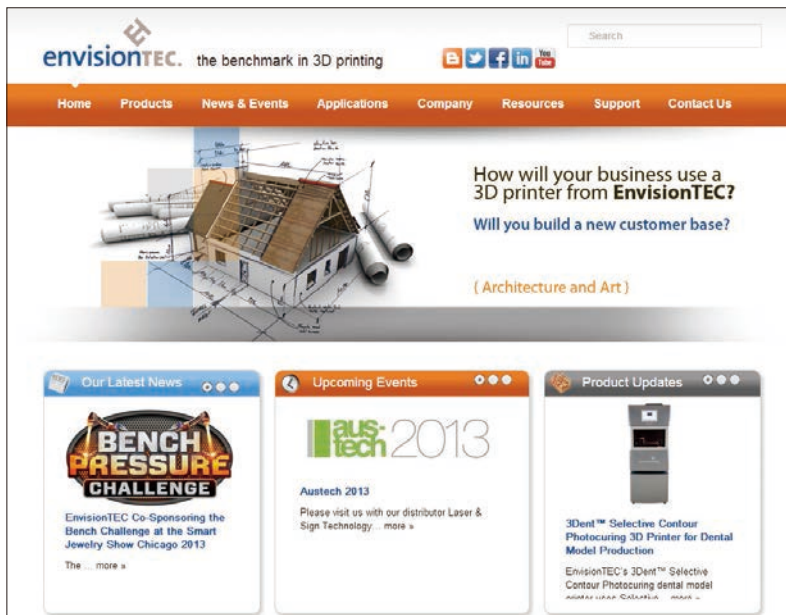 envisionTEC. the benchmark in 3D printing
You Tube
Search
Home Products News & Events Applications Company Resources Support Contact Us
How will your business use a
3D printer from EnvisionTEC?
Will you build a new customer base?
( Architecture and Art )
Our Latest News
BENCH
PRESSURE
CHALLENGE
EnvisionTEC Co-Sponsoring the
Bench Challenge at the Smart
Jewelry Show Chicago 2013
The ... more »
Upcoming Events
aus-
tech 2013
Austech 2013
Please visit us with our distributor Laser &
Sign Technology... more »
Product Updates
3Dent™ Selective Contour
Photocuring 3D Printer for Dental
Model Production
EnvisionTEC's 3Dent™ Selective
Contour Photocuring dental model
printer uses Selective... more »